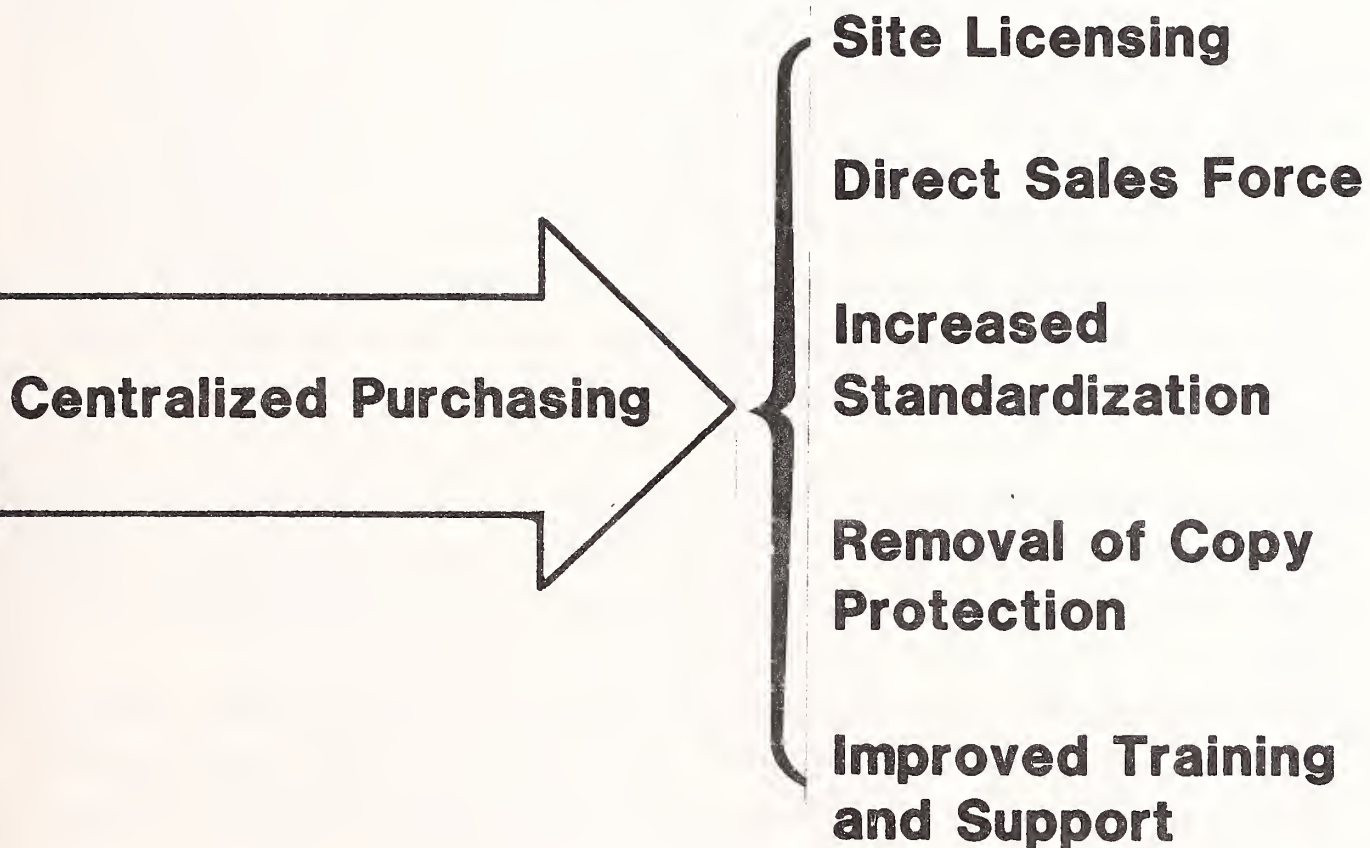 Centralized Purchasing
Site Licensing
Direct Sales Force
Increased
Standardization
Removal of Copy
Protection
Improved Training
and Support